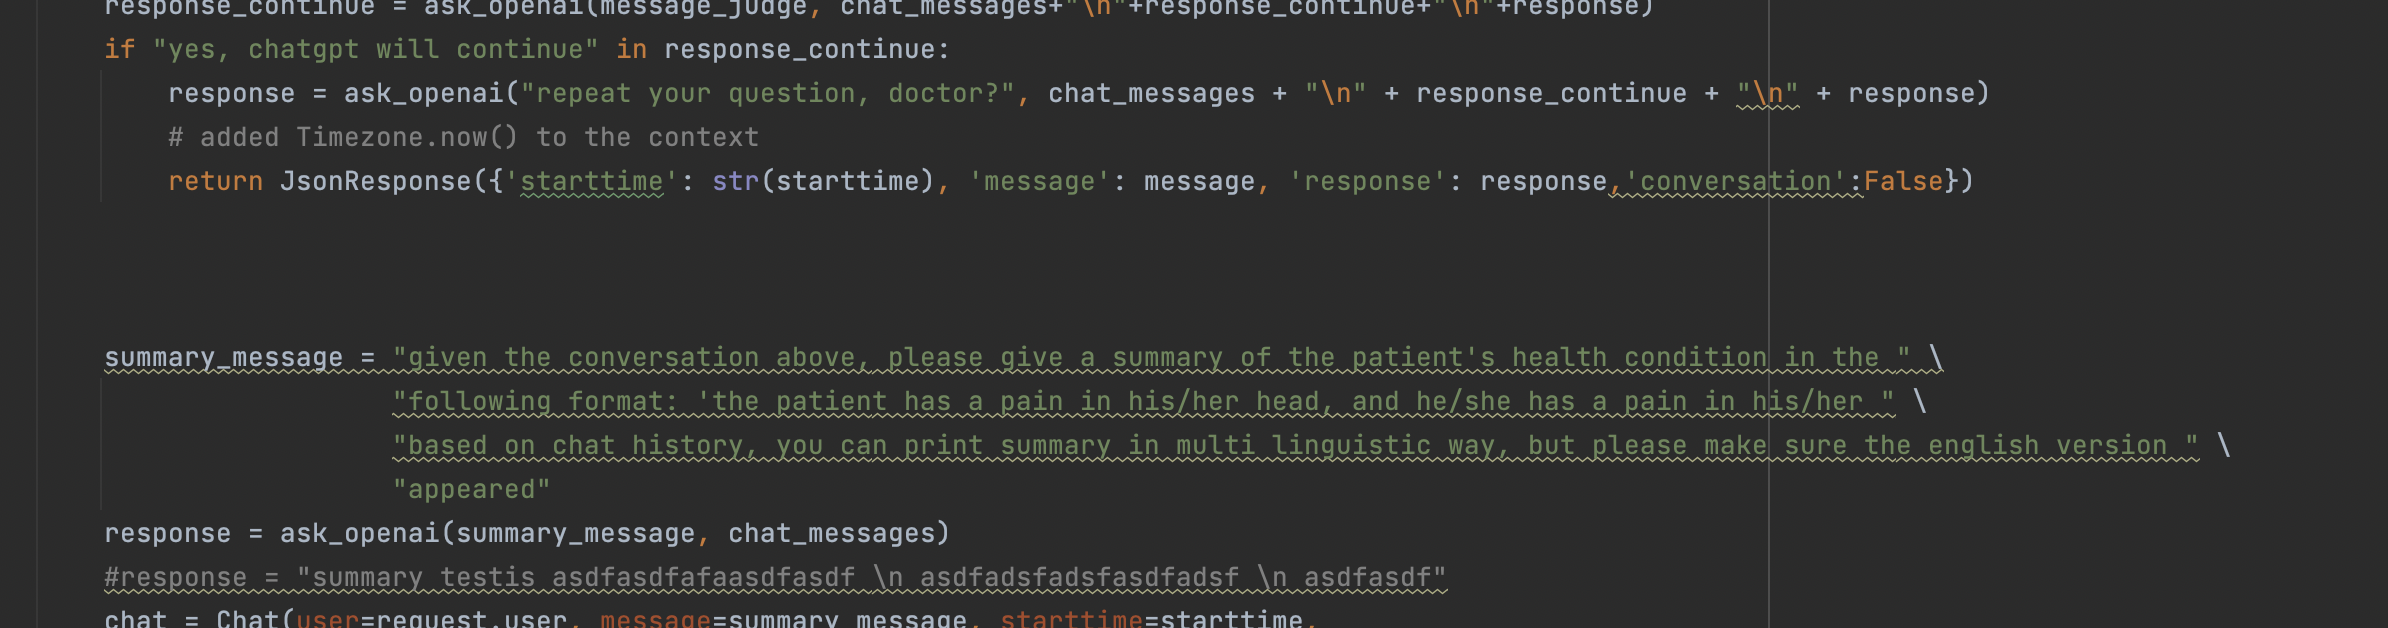 response_continue = ask_openai(message_judge, chat_messages+"\n"+response_continue+"\n"+response)
if "yes, chatgpt will continue" in response_continue:
response = ask_openai("repeat your question, doctor?", chat_messages + "\n" + response_continue + "\n" + response)
# added Timezone.now() to the context
return JsonResponse({'starttime': str(starttime), 'message': message, 'response': response,'conversation':False})
summary_message = "given the conversation above, please give a summary of the patient's health condition in the " \
"following format: 'the patient has a pain in his/her head, and he/she has a pain in his/her " \
"based on chat history, you can print summary in multi linguistic way, but please make sure the english version " \
"appeared"
response = ask_openai(summary_message, chat_messages)
#response = "summary testis asdfasdfafaasdfasdf \n asdfadsfadsfasdfadsf \n asdfasdf"
chat = Chat(user=request.user, message=summary_message, starttime=starttime,